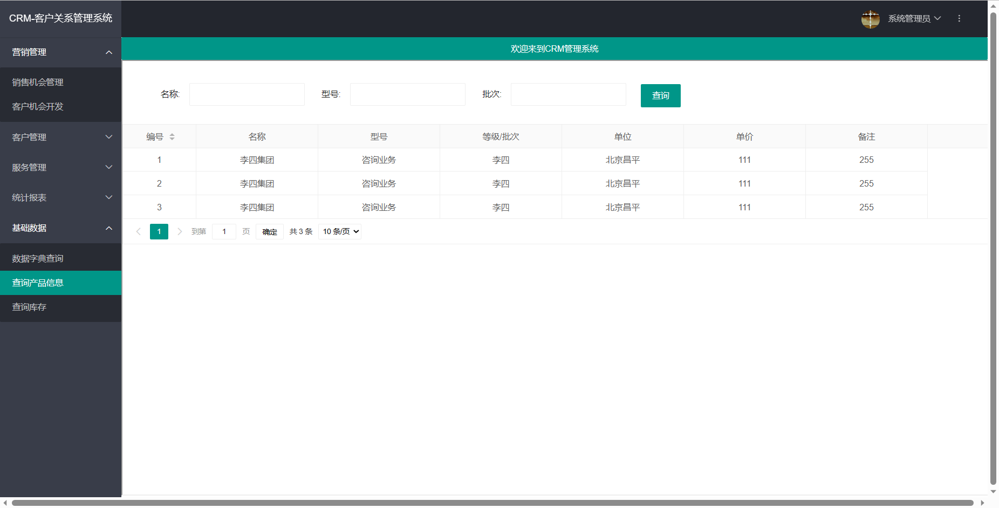 CRM-客户关系管理系统
系统管理员
营销管理
销售机会管理
客户机会开发
客户管理
服务管理
统计报表
基础数据
数据字典查询
查询产品信息
查询库存
欢迎来到CRM管理系统
名称: 型号: 批次: 查询
编号 名称 型号 等级/批次 单位 单价 备注
1 李四集团 咨询业务 李四 北京昌平 111 255
2 李四集团 咨询业务 李四 北京昌平 111 255
3 李四集团 咨询业务 李四 北京昌平 111 255
1 到第 1 页 确定 共 3 条 10 条/页